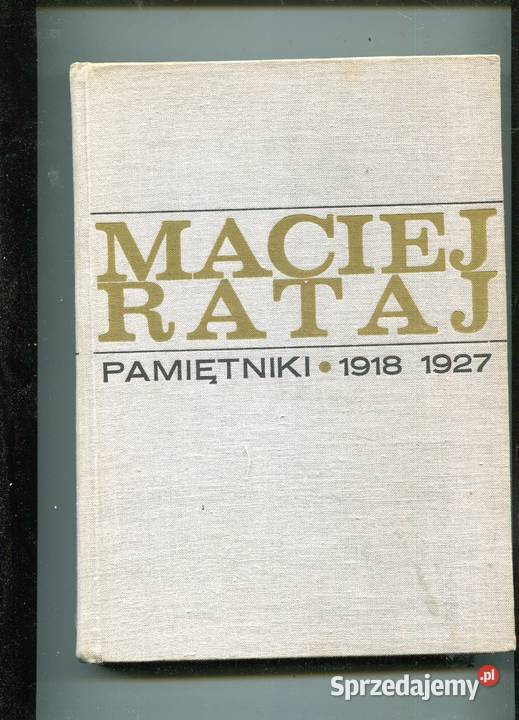 MACIEJ
RATAJ
PAMIĘTNIKI • 1918 1927
Sprzedajemy.pl